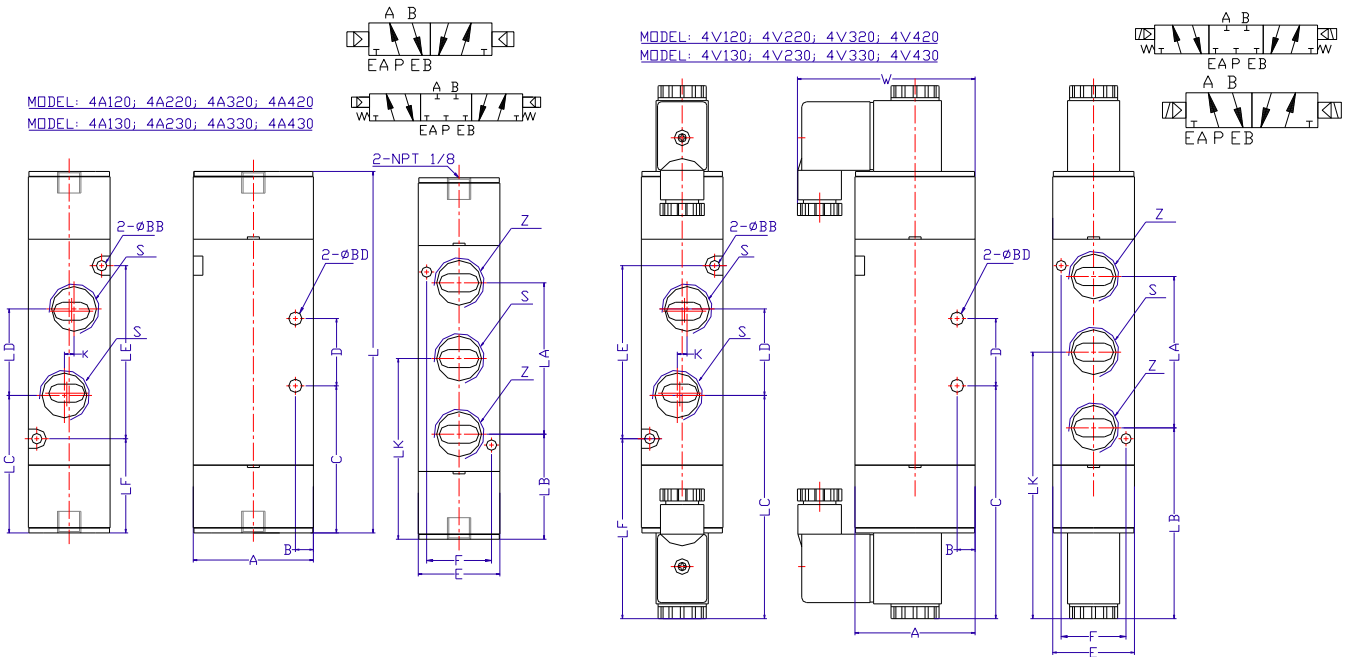 A B
EA P EB
A B
EA P EB
MODEL: 4A120; 4A220; 4A320; 4A420
MODEL: 4A130; 4A230; 4A330; 4A430
MODEL: 4V120; 4V220; 4V320; 4V420
MODEL: 4V130; 4V230; 4V330; 4V430
A B
EA P EB
A B
EA P EB
2-NPT 1/8
2-ØBB
S
S
LD
K
LE
LC
LF
2-ØBD
D
L
C
B
A
Z
S
Z
LA
LK
LB
F
E
2-ØBB
S
S
LE
K
LD
LF
LC
W
2-ØBD
D
C
B
A
Z
S
Z
LA
LK
LB
F
E